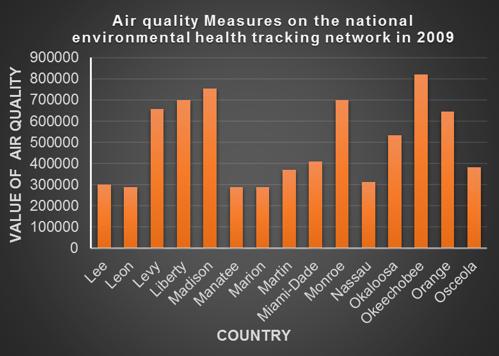 Air quality Measures on the national
environmental health tracking network in 2009
VALUE OF AIR QUALITY
900000
800000
700000
600000
500000
400000
300000
200000
100000
0
Lee
Leon
Levy
Liberty
Madison
Manatee
Marion
Martin
Miami-Dade
Monroe
Nassau
Okaloosa
Okeechobee
Orange
Osceola
COUNTRY